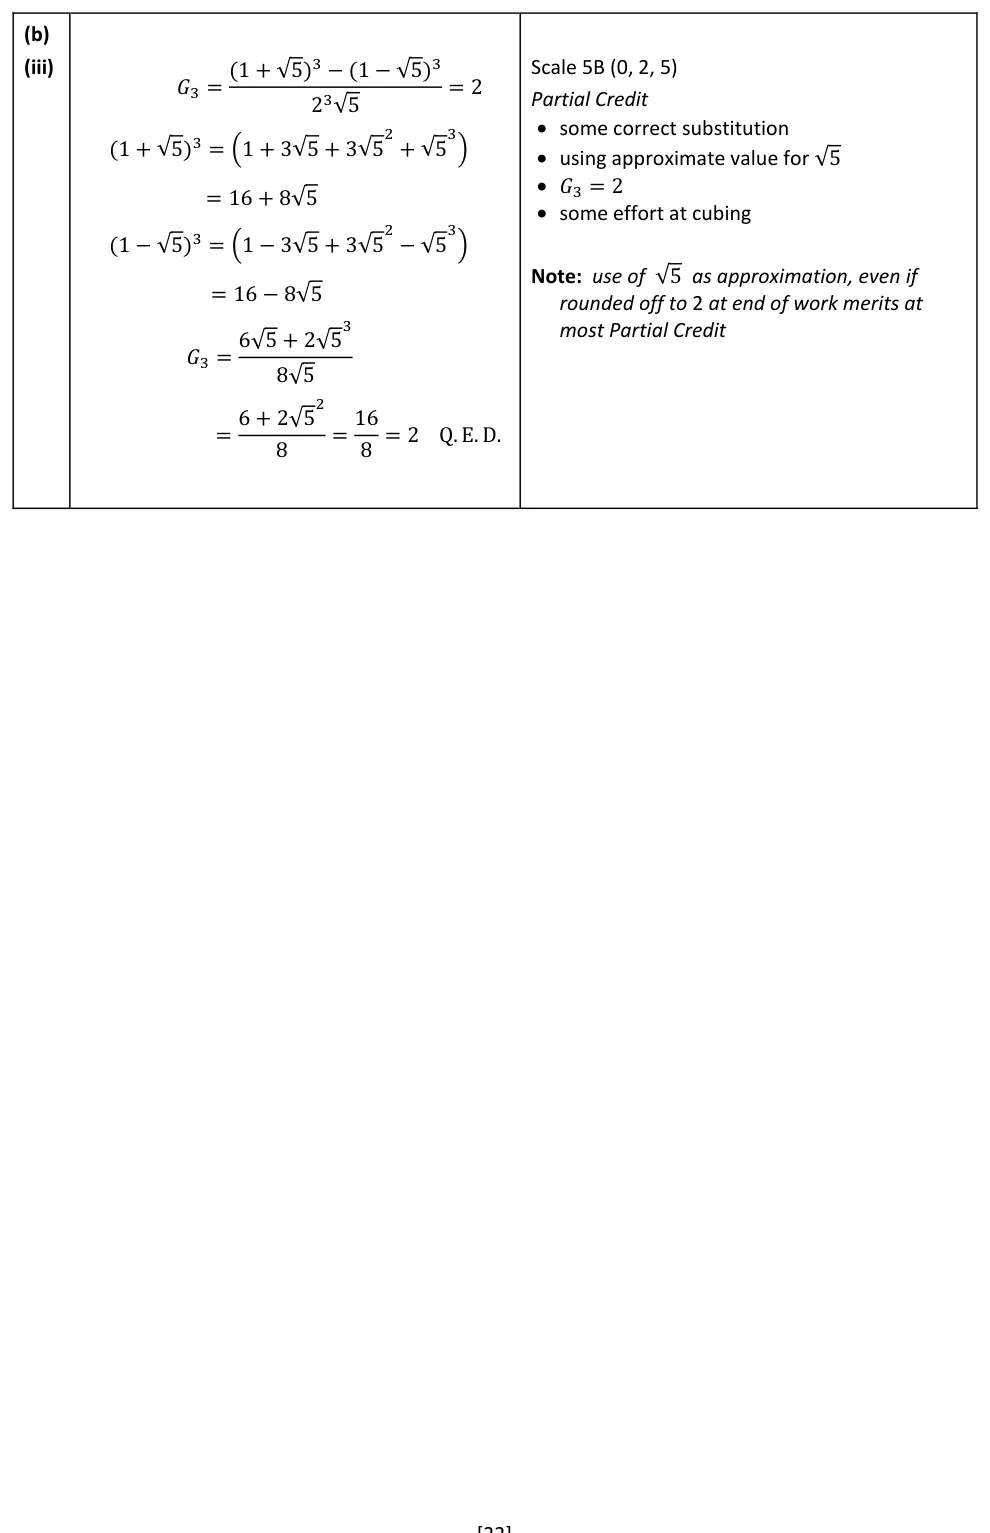 (b)
(iii)
G₃ = (1 + √5)³ − (1 − √5)³ / 2³√5 = 2
(1 + √5)³ = (1 + 3√5 + 3√5² + √5³)
= 16 + 8√5
(1 − √5)³ = (1 − 3√5 + 3√5² − √5³)
= 16 − 8√5
G₃ = 6√5 + 2√5³ / 8√5
= 6 + 2√5² / 8 = 16 / 8 = 2 Q. E. D.
Scale 5B (0, 2, 5)
Partial Credit
• some correct substitution
• using approximate value for √5
• G₃ = 2
• some effort at cubing
Note: use of √5 as approximation, even if
rounded off to 2 at end of work merits at
most Partial Credit